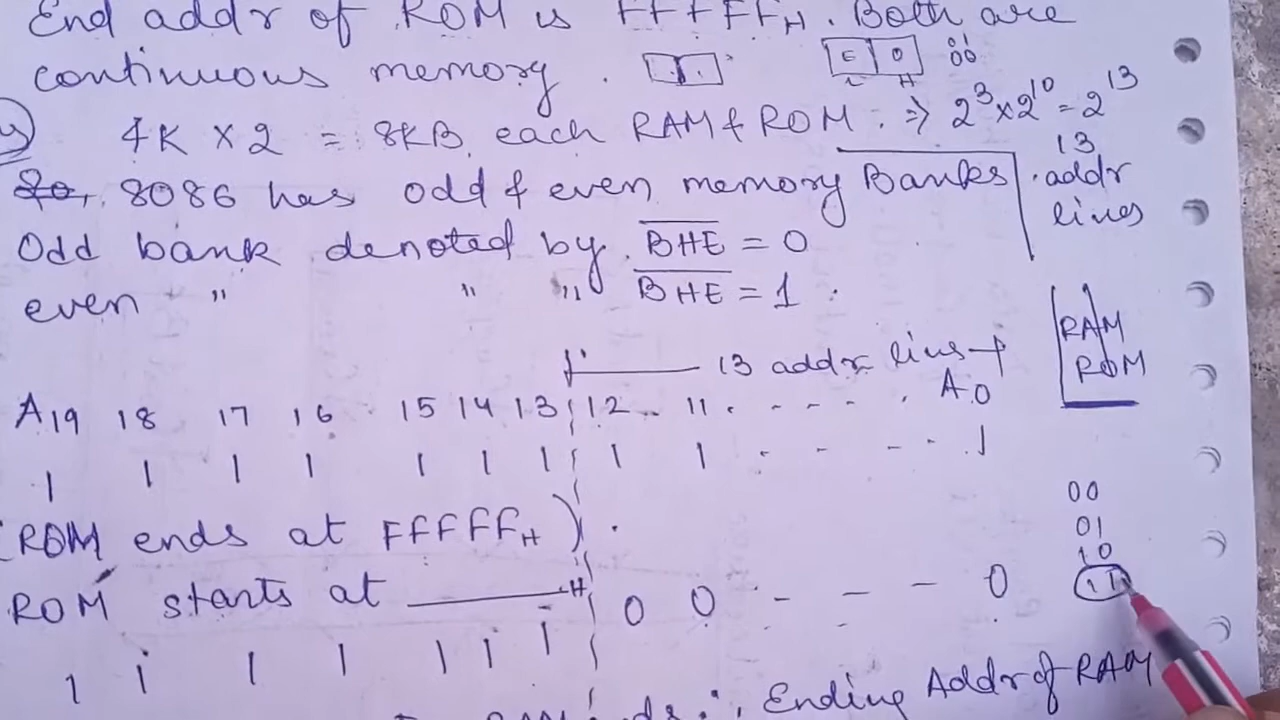 End addr of ROM is FFFFFH. Both are
continuous memory.
E O
L H
01
00
4K × 2 = 8KB each RAM & ROM. ⇒ 2^3 × 2^10 = 2^13
13 addr lines
So, 8086 has odd & even memory Banks.
Odd bank denoted by BHE = 0
even " " " BHE = 1.
RAM
ROM
13 addr lines
A19 18 17 16 15 14 13 12 .. 11 . - - - . A0
1 1 1 1 1 1 1 1 1 . - - - 1
(ROM ends at FFFFFH).
00
01
10
11
ROM starts at ______H 0 0 - - - 0
1 1 1 1 1 1 1
Ending Addr of RAM